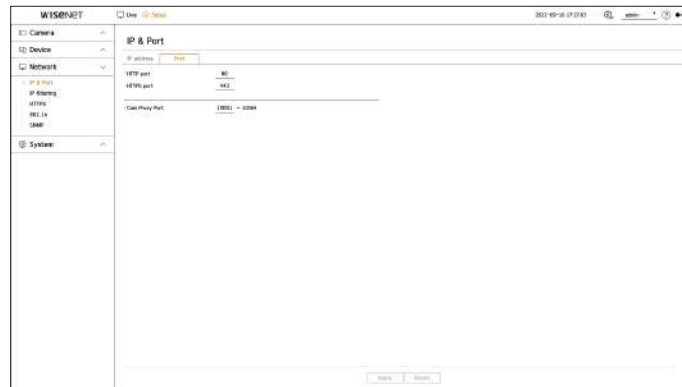 WISENET
Live Setup
admin
Camera
Device
Network
IP & Port
IP filtering
HTTPS
802.1x
SNMP
System
IP & Port
IP address Port
HTTP port 80
HTTPS port 443
Cam Proxy Port 10001 ~ 10064
Apply Reset